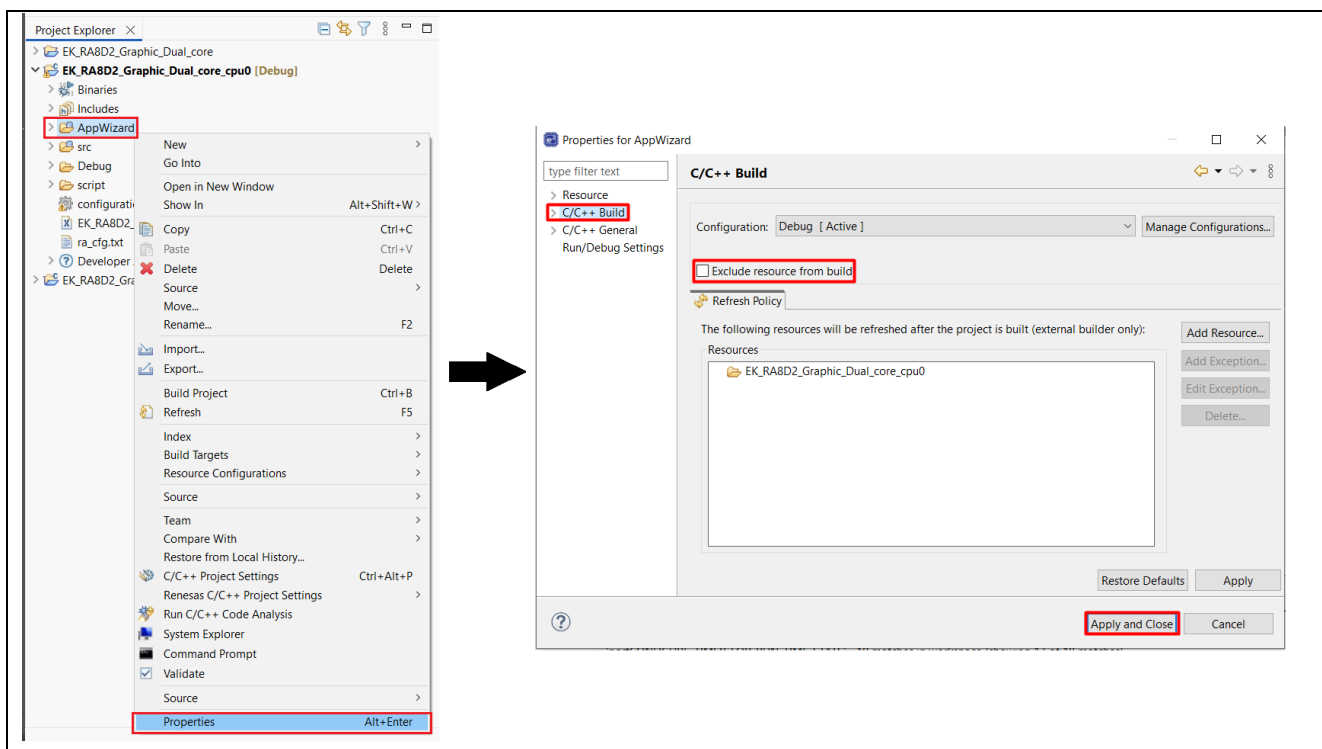 Project Explorer
EK_RA8D2_Graphic_Dual_core
EK_RA8D2_Graphic_Dual_core_cpu0 [Debug]
Binaries
Includes
AppWizard
src
Debug
script
configurati
EK_RA8D2_
ra_cfg.txt
Developer
EK_RA8D2_Gra
New
Go Into
Open in New Window
Show In Alt+Shift+W >
Copy Ctrl+C
Paste Ctrl+V
Delete Delete
Source
Move...
Rename... F2
Import...
Export...
Build Project Ctrl+B
Refresh F5
Index
Build Targets
Resource Configurations
Source
Team
Compare With
Restore from Local History...
C/C++ Project Settings Ctrl+Alt+P
Renesas C/C++ Project Settings
Run C/C++ Code Analysis
System Explorer
Command Prompt
Validate
Source
Properties Alt+Enter
Properties for AppWizard
type filter text
Resource
C/C++ Build
C/C++ General
Run/Debug Settings
C/C++ Build
Configuration: Debug [ Active ] Manage Configurations...
Exclude resource from build
Refresh Policy
The following resources will be refreshed after the project is built (external builder only):
Resources
EK_RA8D2_Graphic_Dual_core_cpu0
Add Resource...
Add Exception...
Edit Exception...
Delete...
Restore Defaults Apply
Apply and Close Cancel